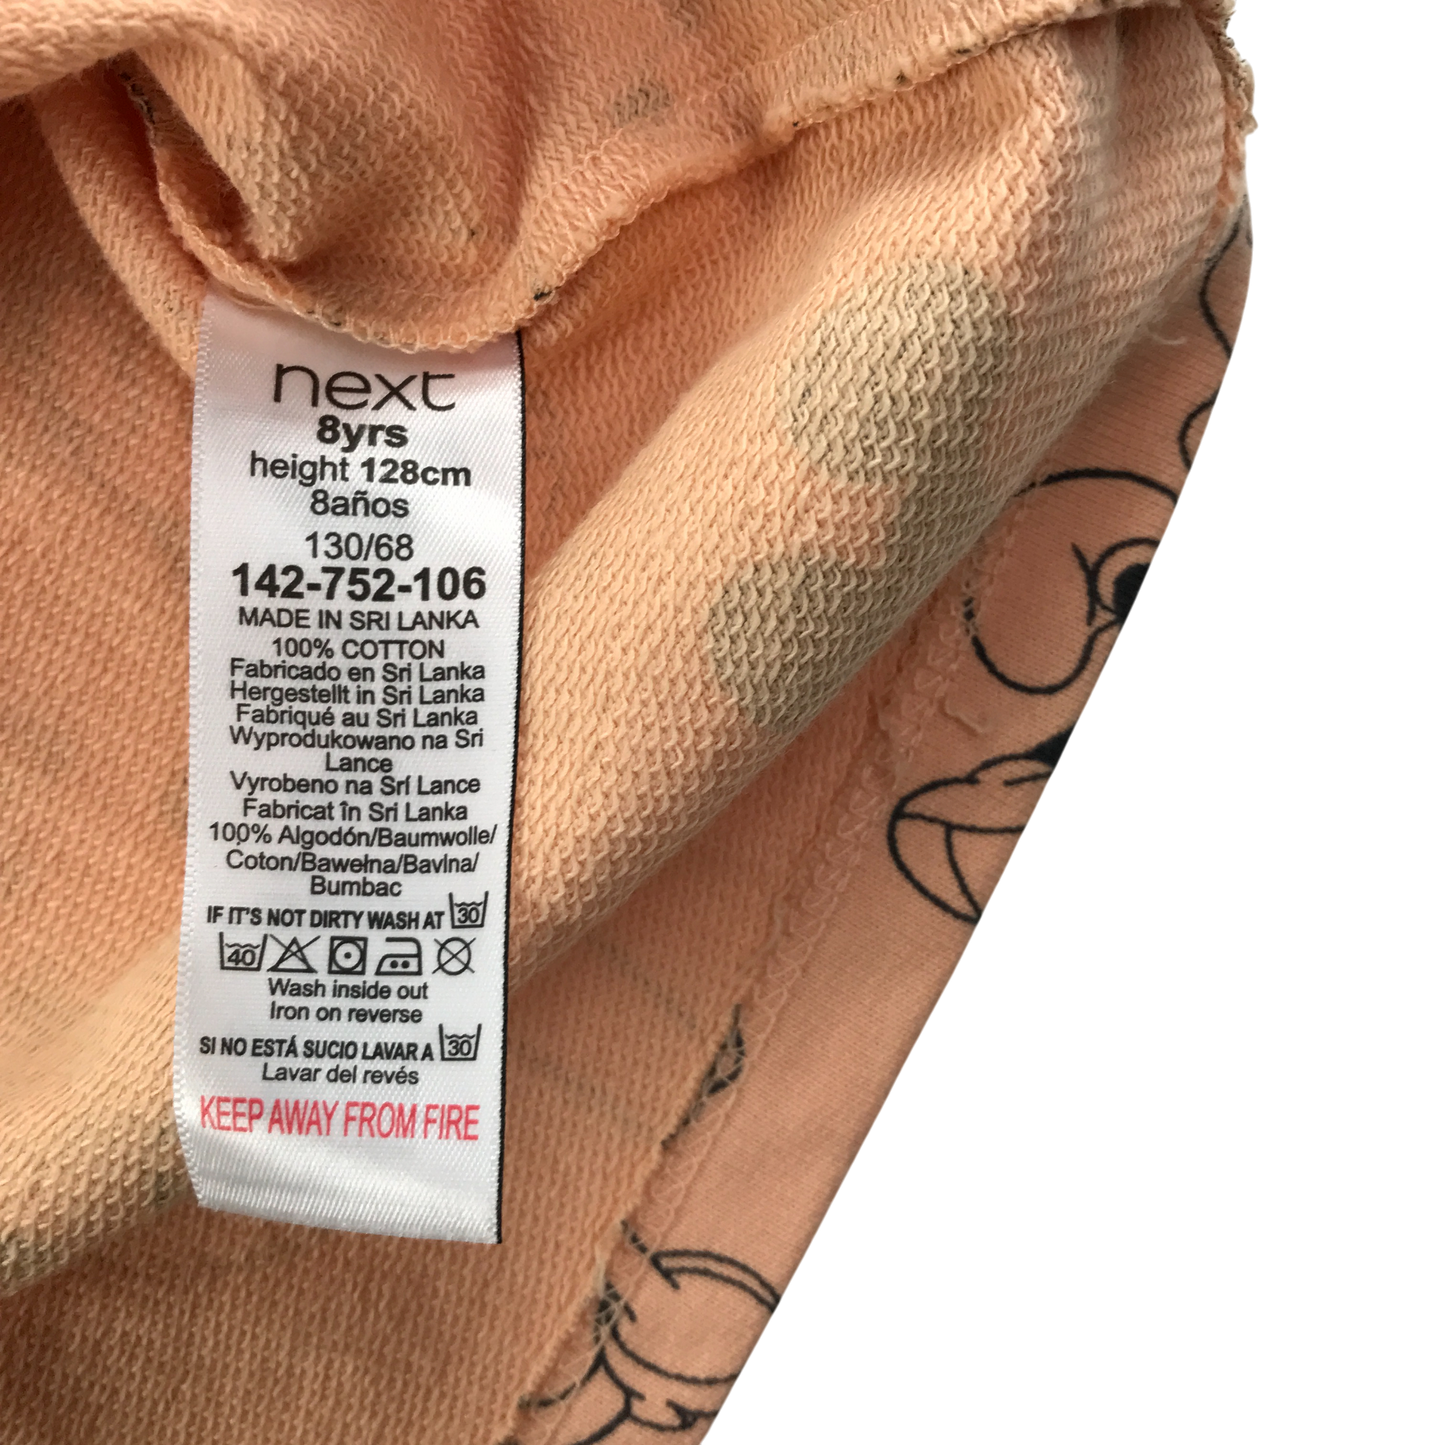 next
8yrs
height 128cm
8años
130/68
142-752-106
MADE IN SRI LANKA
100% COTTON
Fabricado en Sri Lanka
Hergestellt in Sri Lanka
Fabriqué au Sri Lanka
Wyprodukowano na Sri
Lance
Vyrobeno na Srí Lance
Fabricat în Sri Lanka
100% Algodón/Baumwolle/
Coton/Bawełna/Bavlna/
Bumbac
IF IT'S NOT DIRTY WASH AT 30
40
Wash inside out
Iron on reverse
SI NO ESTÁ SUCIO LAVAR A 30
Lavar del revés
KEEP AWAY FROM FIRE